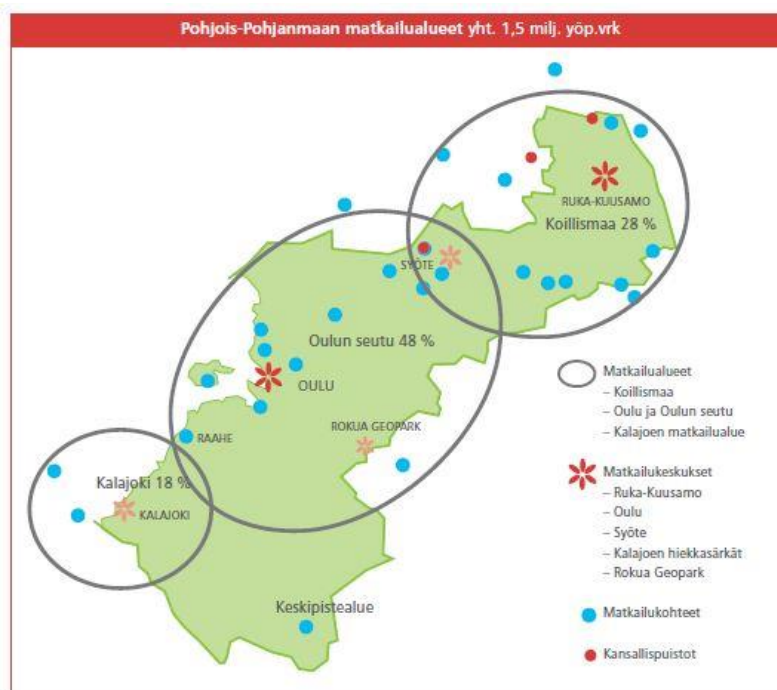 Pohjois-Pohjanmaan matkailualueet yht. 1,5 milj. yöp.vrk
RUKA-KUUSAMO
Koillismaa 28 %
SYÖTE
Oulun seutu 48 %
OULU
ROKUA GEOPARK
RAAHE
Kalajoki 18 %
KALAJOKI
Keskipistealue
Matkailualueet
– Koillismaa
– Oulu ja Oulun seutu
– Kalajoen matkailualue
Matkailukeskukset
– Ruka-Kuusamo
– Oulu
– Syöte
– Kalajoen hiekkasärkät
– Rokua Geopark
Matkailukohteet
Kansallispuistot